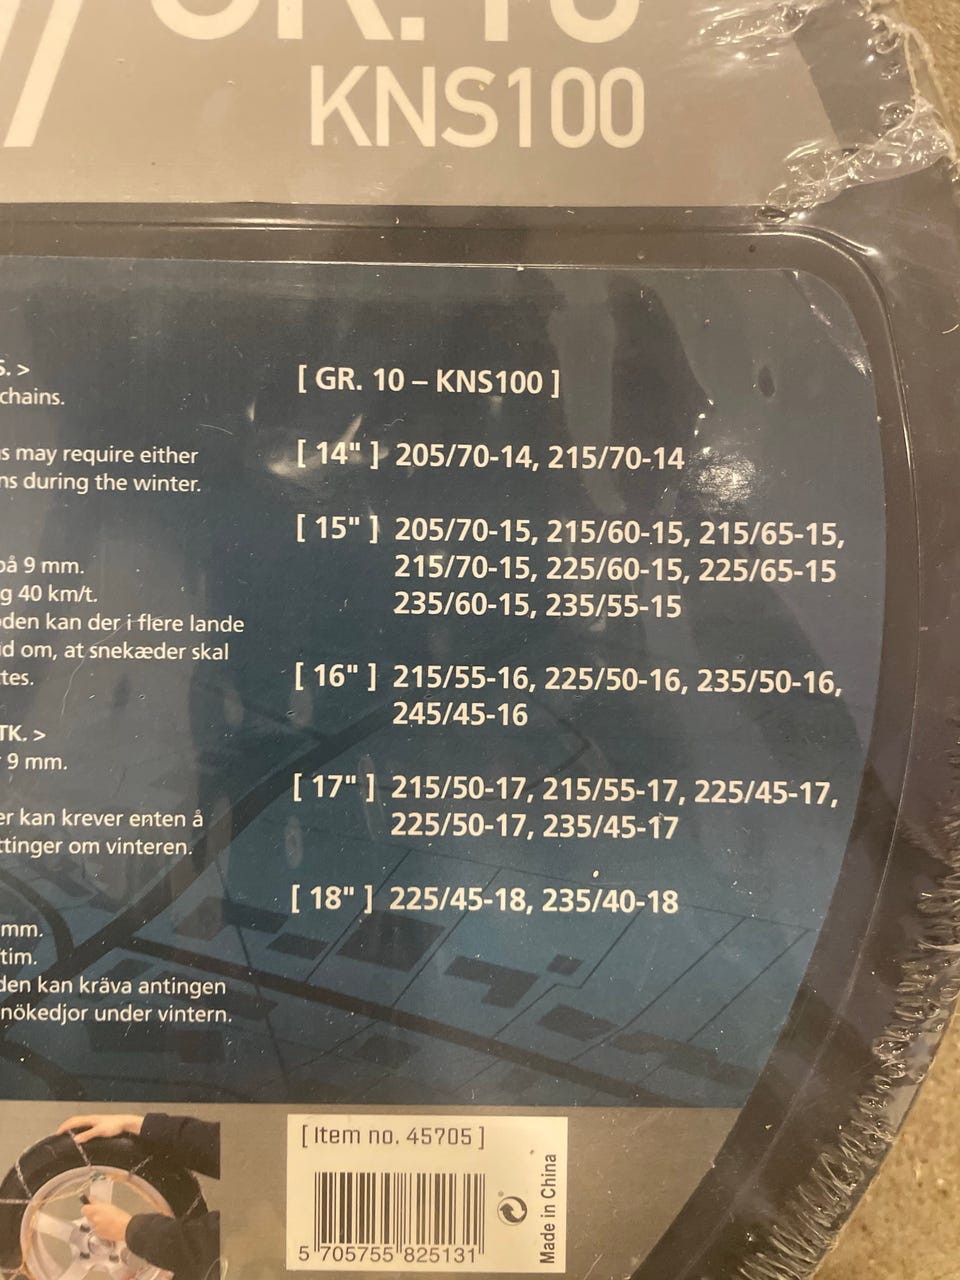 GR. 10
KNS100
S. >
chains.
s may require either
ns during the winter.
på 9 mm.
g 40 km/t.
den kan der i flere lande
id om, at snekæder skal
tes.
TK. >
9 mm.
er kan krever enten å
ttinger om vinteren.
mm.
tim.
den kan kräva antingen
nökedjor under vintern.
[ GR. 10 – KNS100 ]
[ 14" ] 205/70-14, 215/70-14
[ 15" ] 205/70-15, 215/60-15, 215/65-15,
215/70-15, 225/60-15, 225/65-15
235/60-15, 235/55-15
[ 16" ] 215/55-16, 225/50-16, 235/50-16,
245/45-16
[ 17" ] 215/50-17, 215/55-17, 225/45-17,
225/50-17, 235/45-17
[ 18" ] 225/45-18, 235/40-18
[ Item no. 45705 ]
5 705755 825131
Made in China